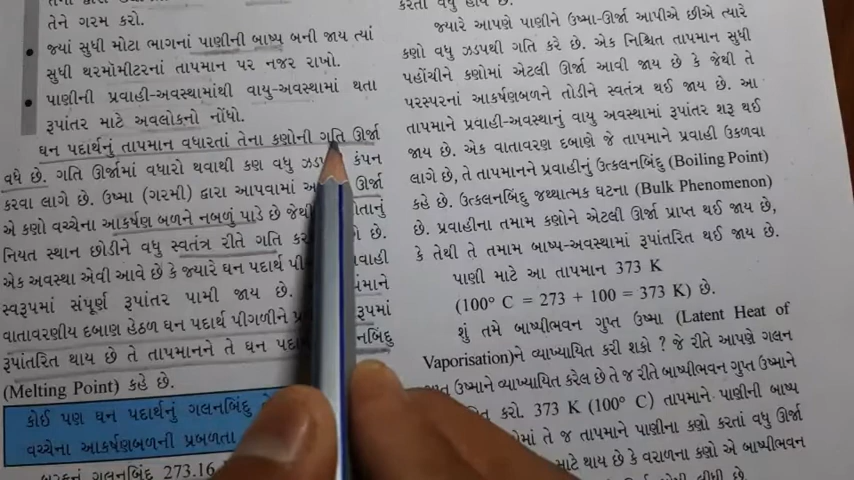 તેને ગરમ કરો.
જ્યાં સુધી મોટા ભાગનાં પાણીની બાષ્પ બની જાય ત્યાં
સુધી થરમૉમીટરનાં તાપમાન પર નજર રાખો.
પાણીની પ્રવાહી-અવસ્થામાંથી વાયુ-અવસ્થામાં થતા
રૂપાંતર માટે અવલોકનો નોંધો.
ઘન પદાર્થનું તાપમાન વધારતાં તેના કણોની ગતિ ઊર્જા
વધે છે. ગતિ ઊર્જામાં વધારો થવાથી કણ વધુ કંપન
કરવા લાગે છે. ઉષ્મા (ગરમી) દ્વારા આપવામાં ઊર્જા
એ કણો વચ્ચેના આકર્ષણ બળને નબળું પાડે છે
નિયત સ્થાન છોડીને વધુ સ્વતંત્ર રીતે ગતિ છે.
એક અવસ્થા એવી આવે છે કે જ્યારે ઘન પદાર્થ
સ્વરૂપમાં સંપૂર્ણ રૂપાંતર પામી જાય છે.
વાતાવરણીય દબાણ હેઠળ ઘન પદાર્થ પીગળીને
રૂપાંતરિત થાય છે તે તાપમાનને તે ઘન
(Melting Point) કહે છે.
કોઈ પણ ઘન પદાર્થનું ગલનબિંદુ
વચ્ચેના આકર્ષણબળની પ્રબળતા
ગલનબિંદુ 273.16
જ્યારે આપણે પાણીને ઉષ્મા-ઊર્જા આપીએ છીએ ત્યારે
કણો વધુ ઝડપથી ગતિ કરે છે. એક નિશ્ચિત તાપમાન સુધી
પહોંચીને કણોમાં એટલી ઊર્જા આવી જાય છે કે જેથી તે
પરસ્પરનાં આકર્ષણબળને તોડીને સ્વતંત્ર થઈ જાય છે. આ
તાપમાને પ્રવાહી-અવસ્થાનું વાયુ અવસ્થામાં રૂપાંતર શરૂ થઈ
જાય છે. એક વાતાવરણ દબાણે જે તાપમાને પ્રવાહી ઉકળવા
લાગે છે, તે તાપમાનને પ્રવાહીનું ઉત્કલનબિંદુ (Boiling Point)
કહે છે. ઉત્કલનબિંદુ જથ્થાત્મક ઘટના (Bulk Phenomenon)
છે. પ્રવાહીના તમામ કણોને એટલી ઊર્જા પ્રાપ્ત થઈ જાય છે,
કે તેથી તે તમામ બાષ્પ-અવસ્થામાં રૂપાંતરિત થઈ જાય છે.
પાણી માટે આ તાપમાન 373 K
(100° C = 273 + 100 = 373 K) છે.
શું તમે બાષ્પીભવન ગુપ્ત ઉષ્મા (Latent Heat of
Vaporisation)ને વ્યાખ્યાયિત કરી શકો ? જે રીતે આપણે ગલન
ગુપ્ત ઉષ્માને વ્યાખ્યાયિત કરેલ છે તે જ રીતે બાષ્પીભવન ગુપ્ત ઉષ્માને
કરો. 373 K (100° C) તાપમાને પાણીની બાષ્પ
તે જ તાપમાને પાણીના કણો કરતાં વધુ ઊર્જા
માટે થાય છે કે વરાળના કણો એ બાષ્પીભવન